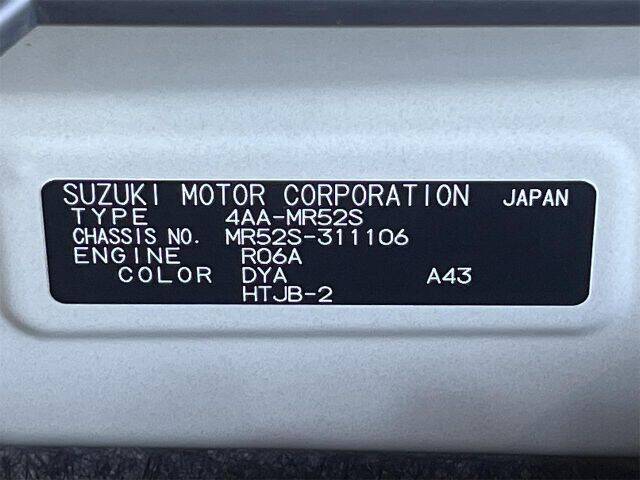 SUZUKI MOTOR CORPORATION JAPAN
TYPE 4AA-MR52S
CHASSIS NO. MR52S-311106
ENGINE R06A
COLOR DYA A43
HTJB-2